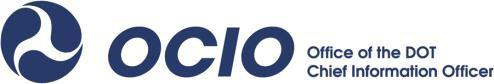 OCIO
Office of the DOT
Chief Information Officer